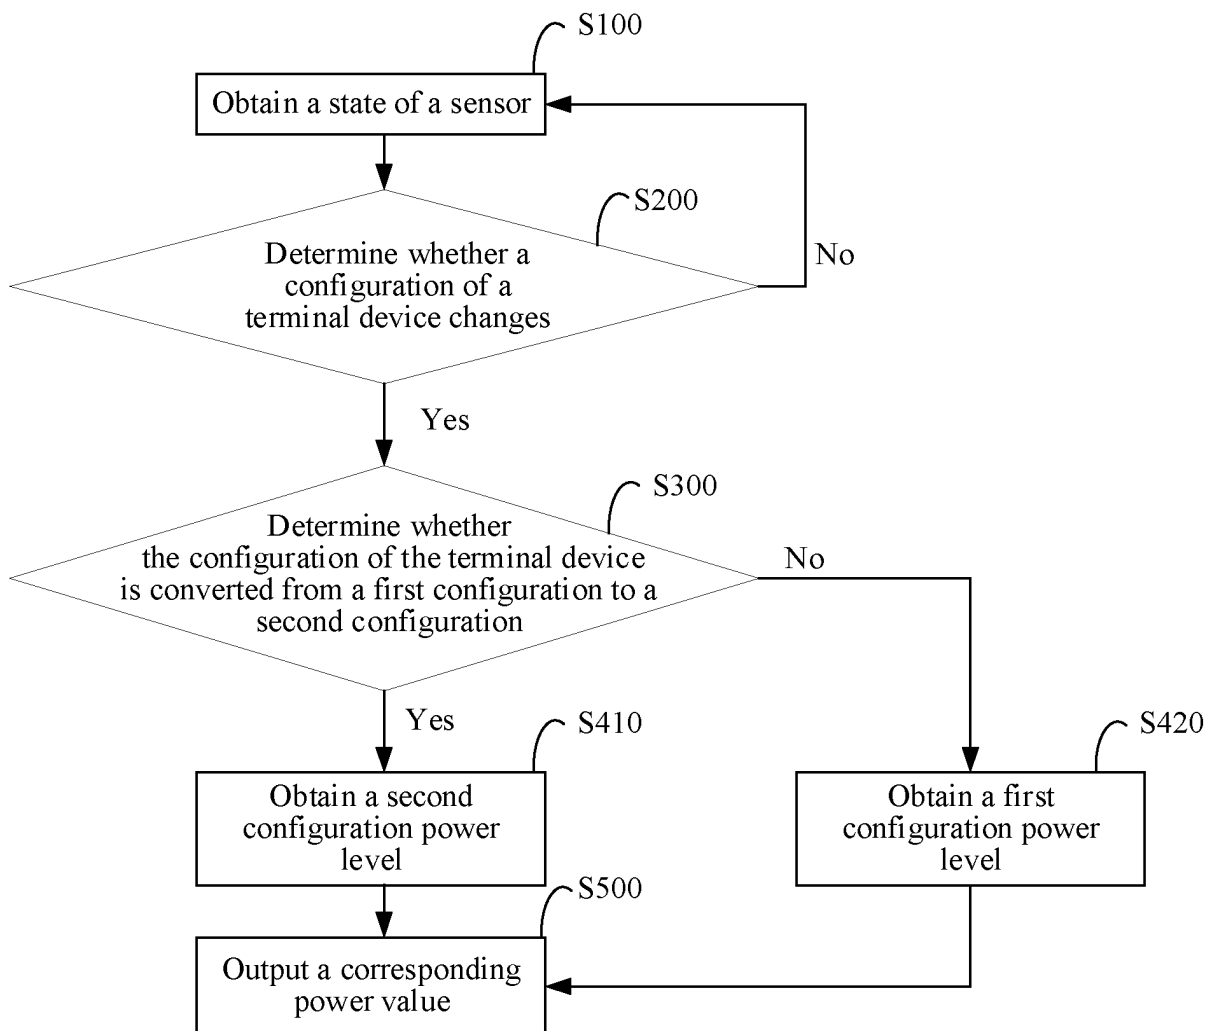 S100
Obtain a state of a sensor
S200
Determine whether a
configuration of a
terminal device changes
No
Yes
S300
Determine whether
the configuration of the terminal device
is converted from a first configuration to a
second configuration
No
Yes
S410
S420
Obtain a second
configuration power
level
Obtain a first
configuration power
level
S500
Output a corresponding
power value